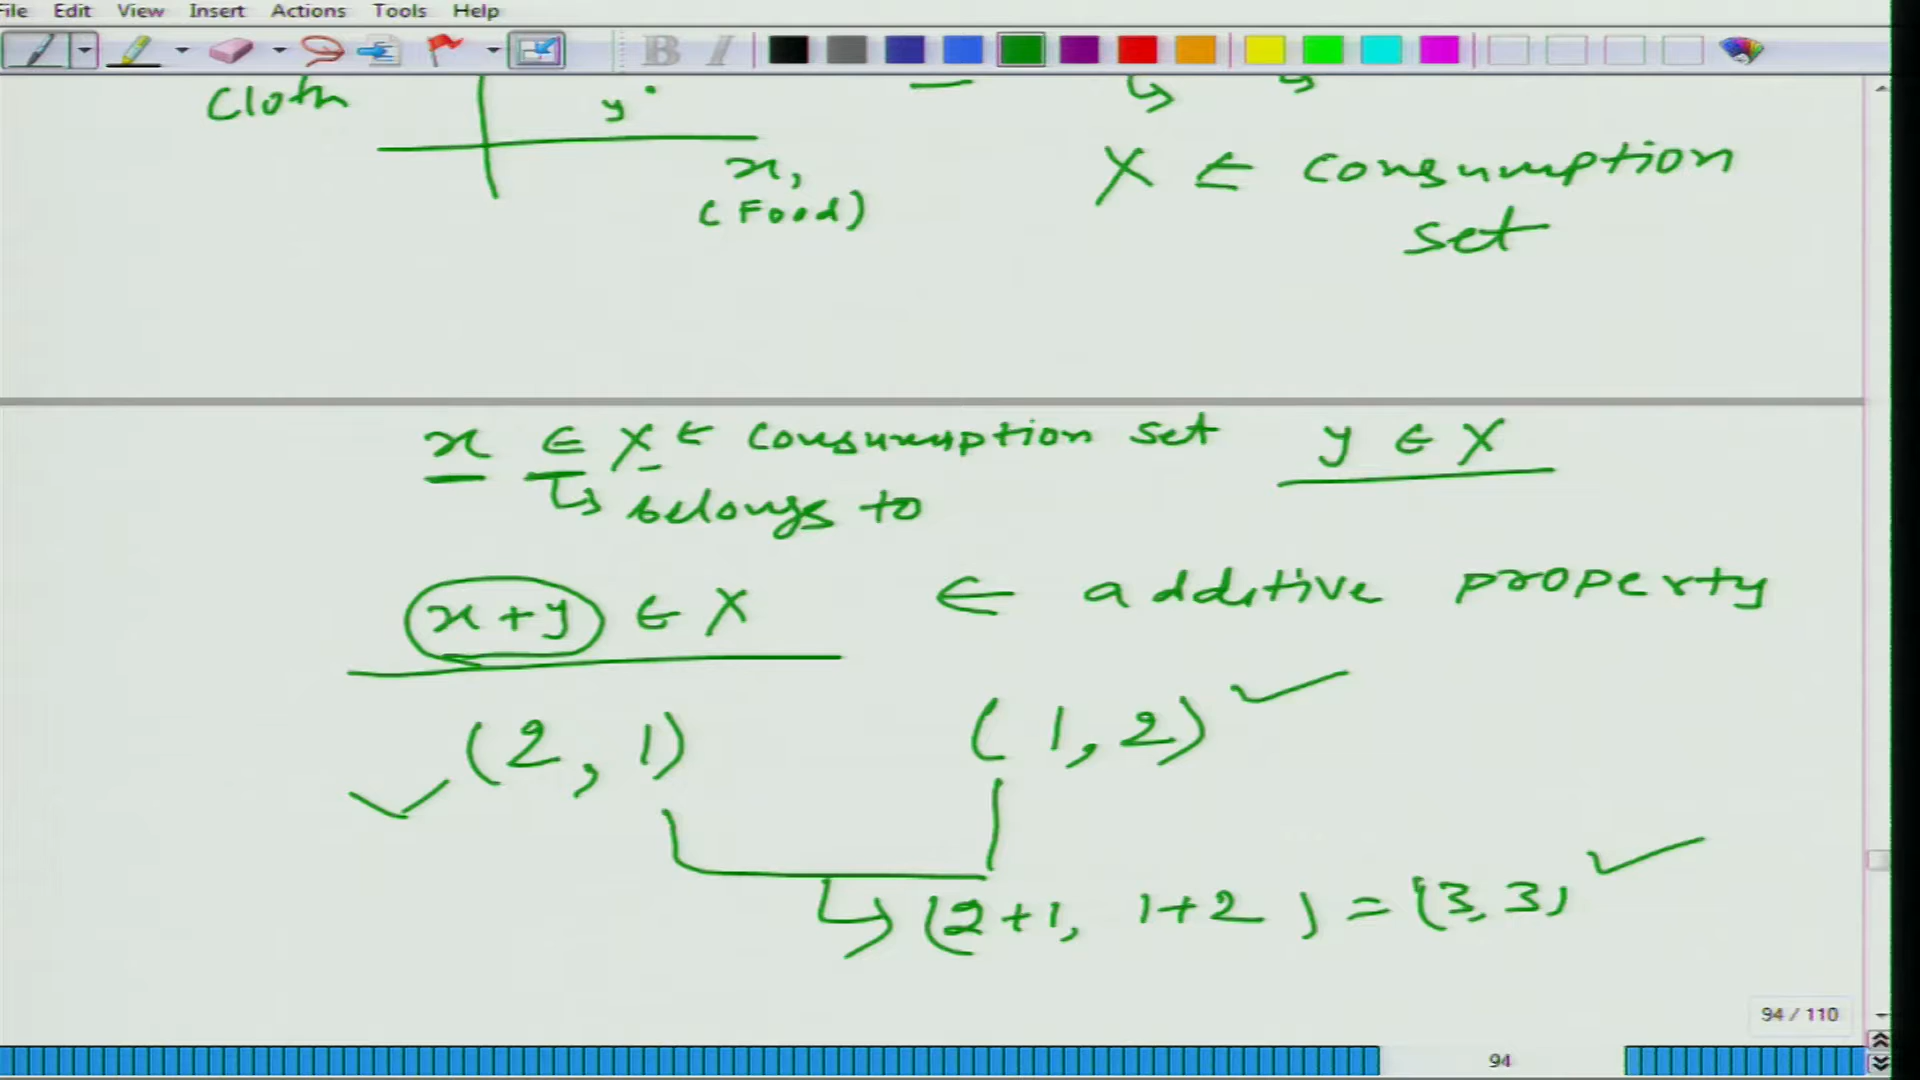 File Edit View Insert Actions Tools Help
B I
Cloth
y
x,
(Food)
X ← consumption
set
x ∈ X ← consumption set y ∈ X
↳ belongs to
x+y ∈ X ← additive property
(2, 1) (1, 2)
↳ (2+1, 1+2) = (3, 3)
94 / 110
94